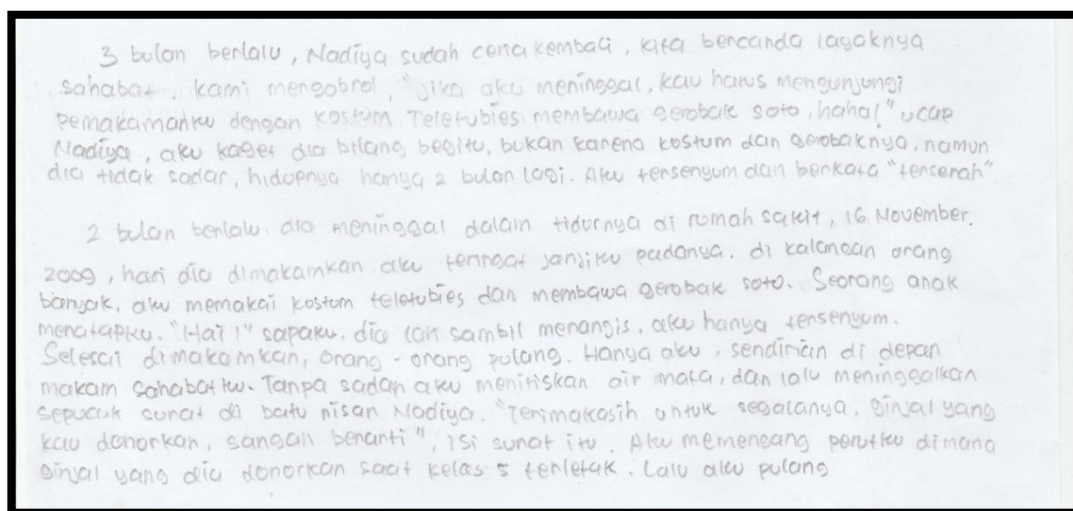 3 bulan berlalu, Nadiya sudah ceria kembali, kita bercanda layaknya
sahabat. kami mengobrol, "Jika aku meninggal, kau harus mengunjungi
pemakamanku dengan kostum Teletubies membawa gerobak soto, haha!" ucap
Nadiya, aku kaget dia bilang begitu, bukan karena kostum dan gerobaknya, namun
dia tidak sadar, hidupnya hanya 2 bulan lagi. Aku tersenyum dan berkata "terserah"
2 bulan berlalu. dia meninggal dalam tidurnya di rumah sakit, 16 November.
2009, hari dia dimakamkan. aku teringat janjiku padanya. di kalangan orang
banyak, aku memakai kostum teletubies dan membawa gerobak soto. Seorang anak
menatapku. "Hai!" sapaku. dia lari sambil menangis, aku hanya tersenyum.
Selesai dimakamkan, orang-orang pulang. Hanya aku, sendirian di depan
makam sahabatku. Tanpa sadar aku menitiskan air mata, dan lalu meninggalkan
sepucuk surat di batu nisan Nadiya. "Terimakasih untuk segalanya. Ginjal yang
kau donorkan, sangan berarti", isi surat itu. Aku memengang perutku dimana
ginjal yang dia donorkan saat kelas 5 terletak. Lalu aku pulang